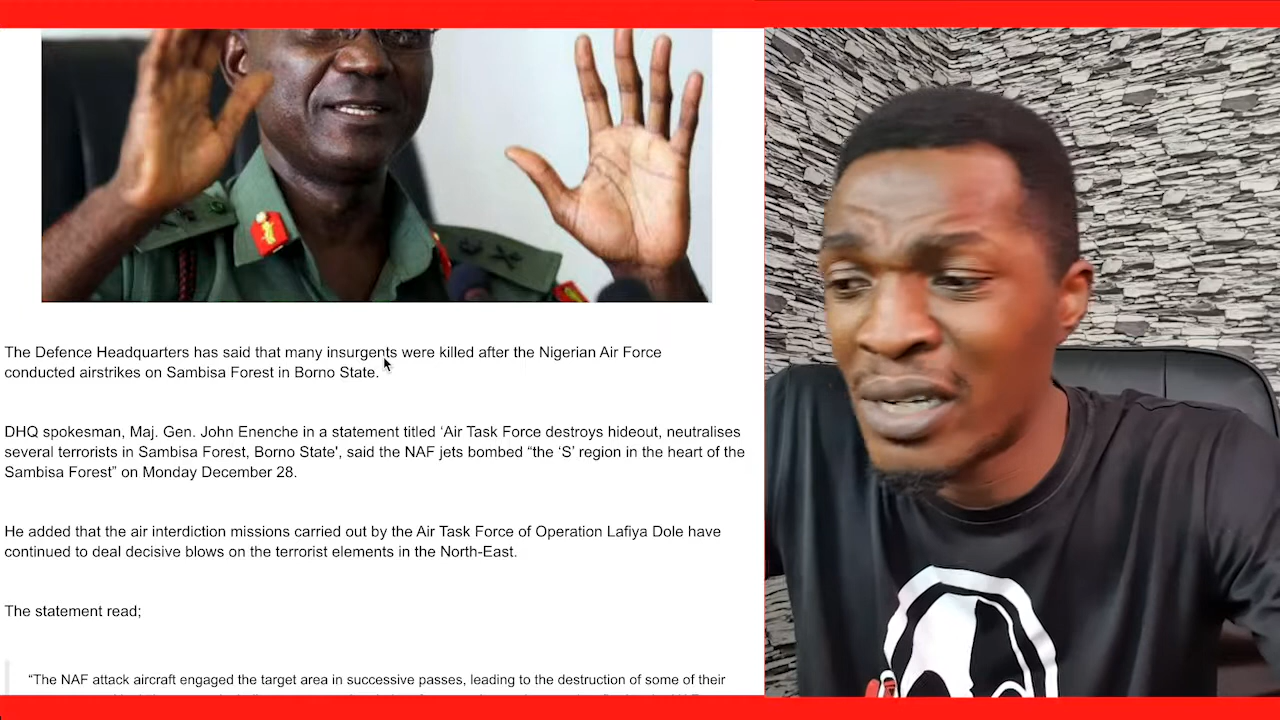 The Defence Headquarters has said that many insurgents were killed after the Nigerian Air Force
conducted airstrikes on Sambisa Forest in Borno State.
DHQ spokesman, Maj. Gen. John Enenche in a statement titled ‘Air Task Force destroys hideout, neutralises
several terrorists in Sambisa Forest, Borno State', said the NAF jets bombed “the ‘S’ region in the heart of the
Sambisa Forest” on Monday December 28.
He added that the air interdiction missions carried out by the Air Task Force of Operation Lafiya Dole have
continued to deal decisive blows on the terrorist elements in the North-East.
The statement read;
“The NAF attack aircraft engaged the target area in successive passes, leading to the destruction of some of their